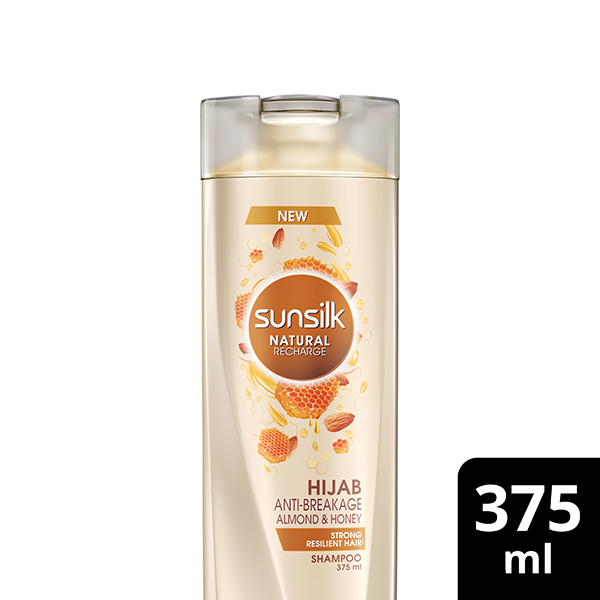 NEW
sunsilk
NATURAL
RECHARGE
HIJAB
ANTI-BREAKAGE
ALMOND & HONEY
STRONG
RESILIENT HAIR!
SHAMPOO
375 ml
375
ml